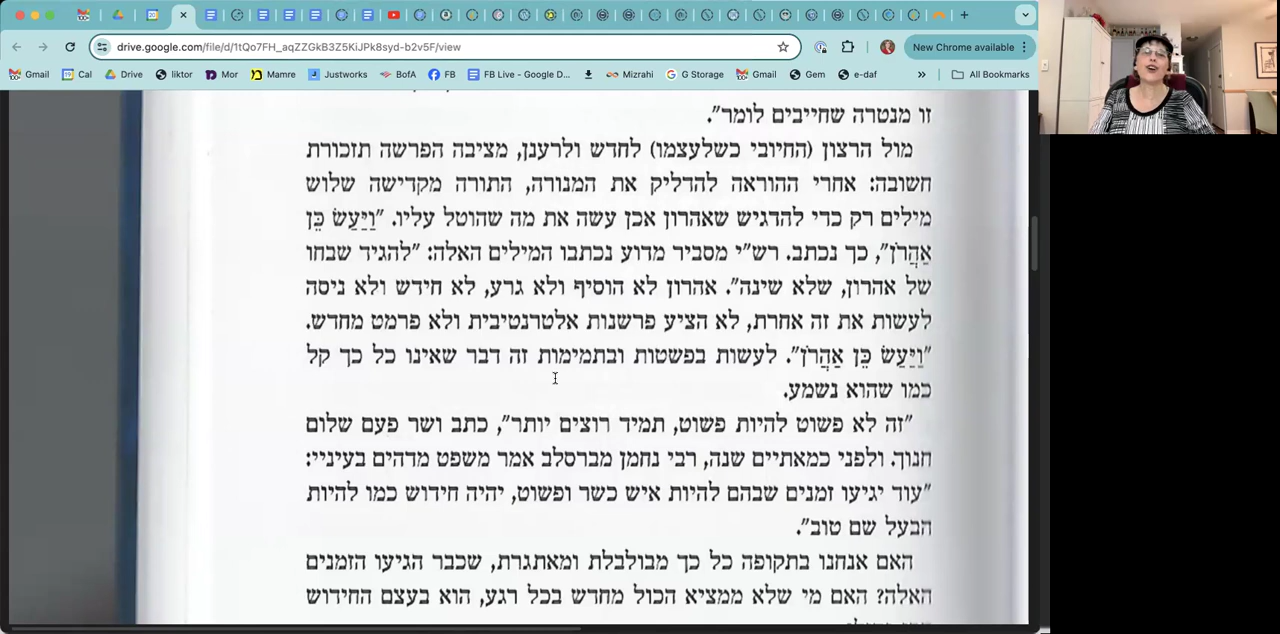 drive.google.com/file/d/1tQo7FH_aqZZGkB3Z5KiJPk8syd-b2v5F/view
New Chrome available
Gmail Cal Drive liktor Mor Mamre Justworks BofA FB FB Live - Google D... Mizrahi G Storage Gmail Gem e-daf » All Bookmarks
זו מנטרה שחייבים לומר".
מול הרצון (החיובי כשלעצמו) לחדש ולרענן, מציבה הפרשה תזכורת
חשובה: אחרי ההוראה להדליק את המנורה, התורה מקדישה שלוש
מילים רק כדי להדגיש שאהרון אכן עשה את מה שהוטל עליו. "וַיַּעַשׂ כֵּן
אַהֲרֹן", כך נכתב. רש"י מסביר מדוע נכתבו המילים האלה: "להגיד שבחו
של אהרון, שלא שינה". אהרון לא הוסיף ולא גרע, לא חידש ולא ניסה
לעשות את זה אחרת, לא הציע פרשנות אלטרנטיבית ולא פרמט מחדש.
"וַיַּעַשׂ כֵּן אַהֲרֹן". לעשות בפשטות ובתמימות זה דבר שאינו כל כך קל
כמו שהוא נשמע.
"זה לא פשוט להיות פשוט, תמיד רוצים יותר", כתב ושר פעם שלום
חנוך. ולפני כמאתיים שנה, רבי נחמן מברסלב אמר משפט מדהים בעיניי:
"עוד יגיעו זמנים שבהם להיות איש כשר ופשוט, יהיה חידוש כמו להיות
הבעל שם טוב".
האם אנחנו בתקופה כל כך מבולבלת ומאתגרת, שכבר הגיעו הזמנים
האלה? האם מי שלא ממציא הכול מחדש בכל רגע, הוא בעצם החידוש